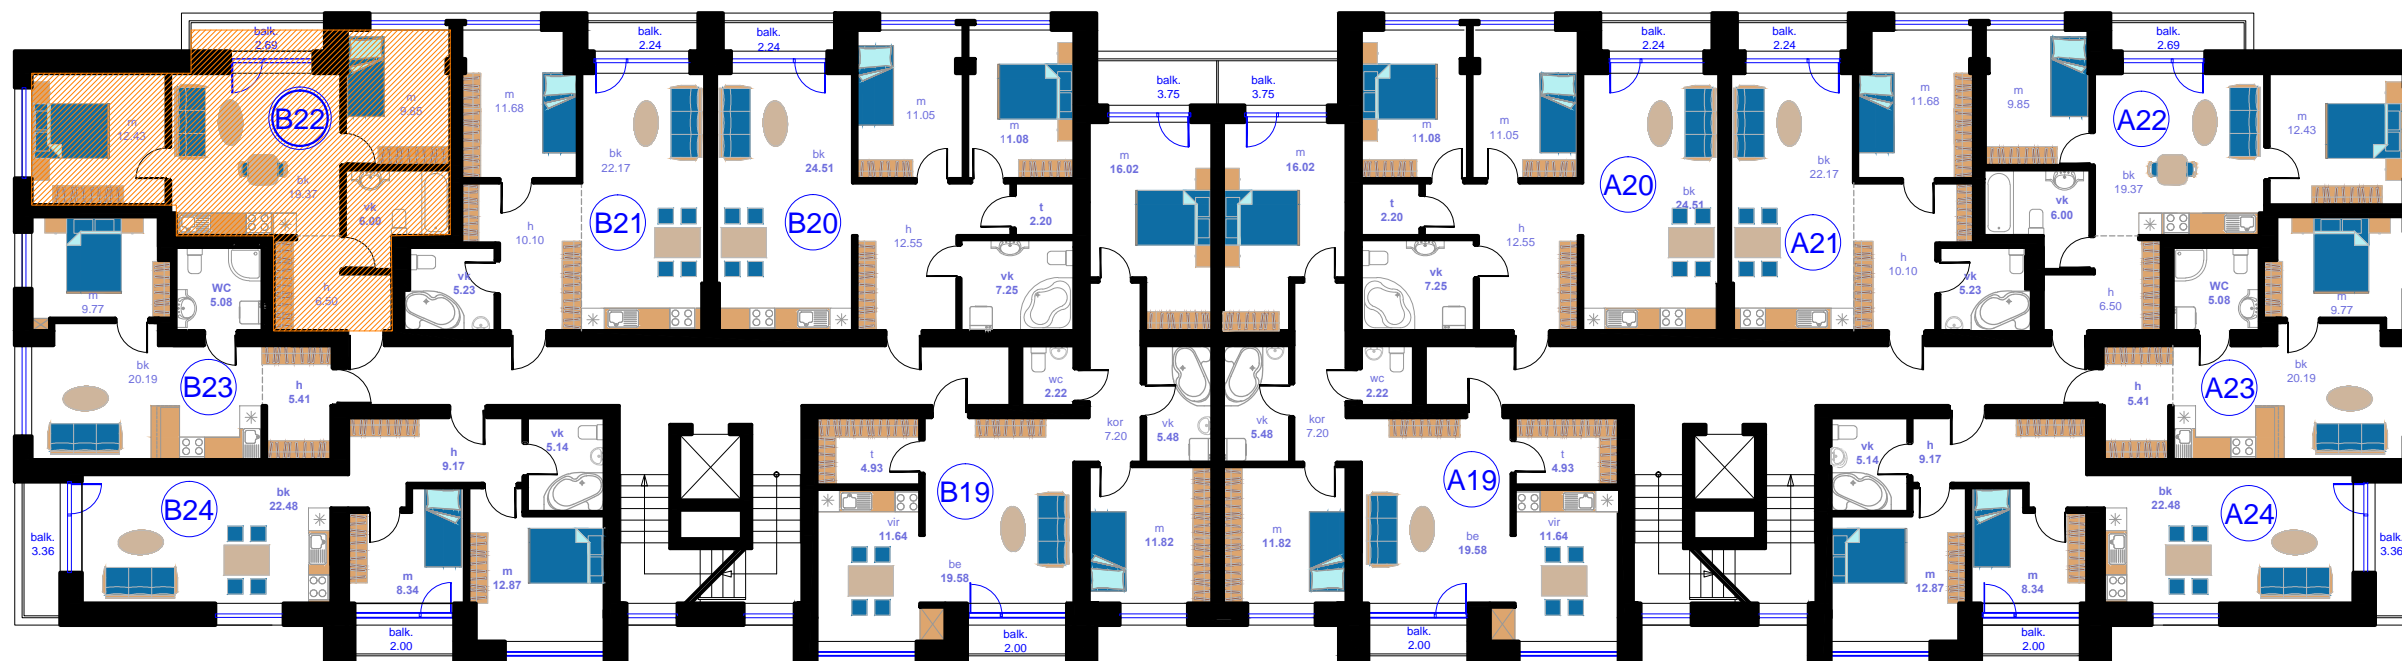 balk.
2.69
m
12.43
B22
m
9.85
bk
19.37
vk
6.00
h
6.50
m
11.68
balk.
2.24
bk
22.17
B21
h
10.10
vk
5.23
balk.
2.24
bk
24.51
B20
m
11.05
m
11.08
t
2.20
h
12.55
vk
7.25
balk.
3.75
m
16.02
balk.
3.75
m
16.02
m
11.08
m
11.05
t
2.20
h
12.55
vk
7.25
balk.
2.24
A20
bk
24.51
balk.
2.24
bk
22.17
A21
m
11.68
h
10.10
vk
5.23
m
9.85
balk.
2.69
A22
bk
19.37
vk
6.00
h
6.50
m
12.43
m
9.77
WC
5.08
bk
20.19
B23
h
5.41
WC
5.08
m
9.77
bk
20.19
A23
h
5.41
balk.
3.36
B24
bk
22.48
h
9.17
vk
5.14
m
8.34
m
12.87
balk.
2.00
wc
2.22
t
4.93
B19
vir
11.64
be
19.58
balk.
2.00
kor
7.20
vk
5.48
m
11.82
wc
2.22
kor
7.20
vk
5.48
m
11.82
A19
t
4.93
vir
11.64
be
19.58
balk.
2.00
vk
5.14
h
9.17
m
12.87
m
8.34
balk.
2.00
bk
22.48
A24
balk.
3.36